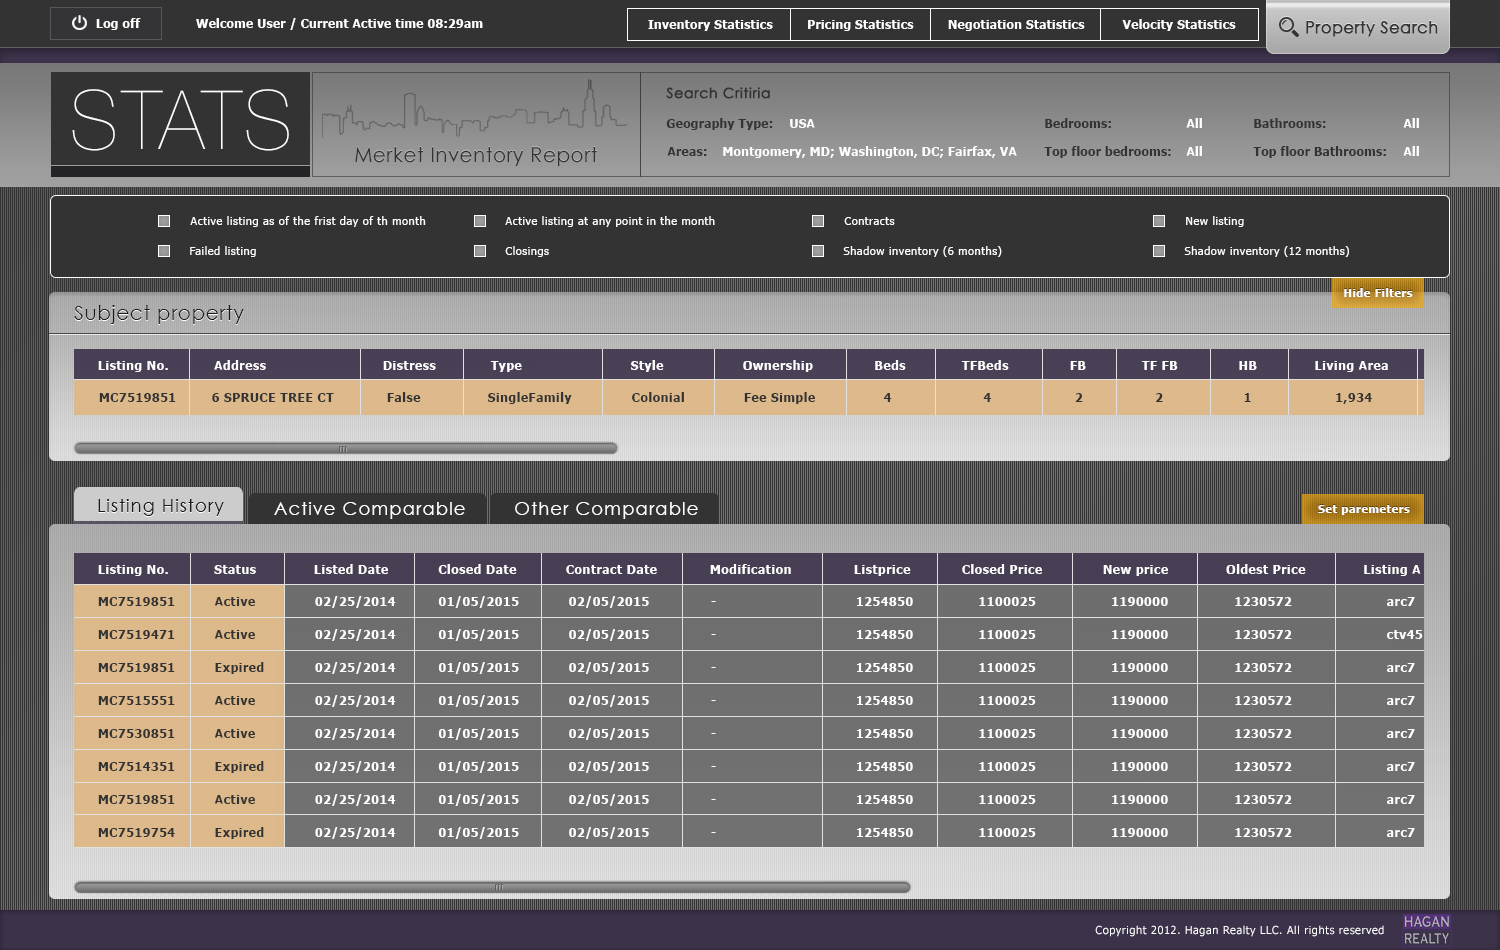 Log off Welcome User / Current Active time 08:29am Inventory Statistics Pricing Statistics Negotiation Statistics Velocity Statistics Property Search
STATS
Merket Inventory Report
Search Critiria
Geography Type: USA Bedrooms: All Bathrooms: All
Areas: Montgomery, MD; Washington, DC; Fairfax, VA Top floor bedrooms: All Top floor Bathrooms: All
Active listing as of the frist day of th month Active listing at any point in the month Contracts New listing
Failed listing Closings Shadow inventory (6 months) Shadow inventory (12 months)
Hide Filters
Subject property
Listing No. Address Distress Type Style Ownership Beds TFBeds FB TF FB HB Living Area
MC7519851 6 SPRUCE TREE CT False SingleFamily Colonial Fee Simple 4 4 2 2 1 1,934
Listing History Active Comparable Other Comparable Set paremeters
Listing No. Status Listed Date Closed Date Contract Date Modification Listprice Closed Price New price Oldest Price Listing A
MC7519851 Active 02/25/2014 01/05/2015 02/05/2015 - 1254850 1100025 1190000 1230572 arc7
MC7519471 Active 02/25/2014 01/05/2015 02/05/2015 - 1254850 1100025 1190000 1230572 ctv45
MC7519851 Expired 02/25/2014 01/05/2015 02/05/2015 - 1254850 1100025 1190000 1230572 arc7
MC7515551 Active 02/25/2014 01/05/2015 02/05/2015 - 1254850 1100025 1190000 1230572 arc7
MC7530851 Active 02/25/2014 01/05/2015 02/05/2015 - 1254850 1100025 1190000 1230572 arc7
MC7514351 Expired 02/25/2014 01/05/2015 02/05/2015 - 1254850 1100025 1190000 1230572 arc7
MC7519851 Active 02/25/2014 01/05/2015 02/05/2015 - 1254850 1100025 1190000 1230572 arc7
MC7519754 Expired 02/25/2014 01/05/2015 02/05/2015 - 1254850 1100025 1190000 1230572 arc7
Copyright 2012. Hagan Realty LLC. All rights reserved
HAGAN
REALTY